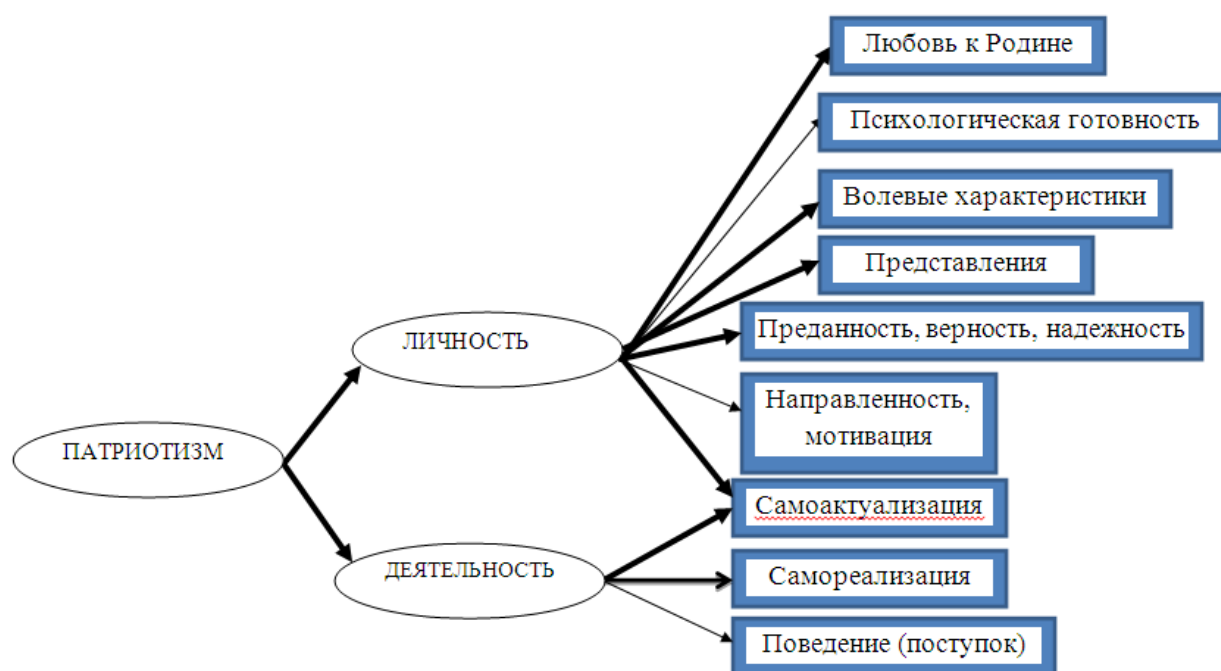 Любовь к Родине
Психологическая готовность
Волевые характеристики
Представления
Преданность, верность, надежность
ЛИЧНОСТЬ
Направленность,
мотивация
ПАТРИОТИЗМ
Самоактуализация
ДЕЯТЕЛЬНОСТЬ
Самореализация
Поведение (поступок)